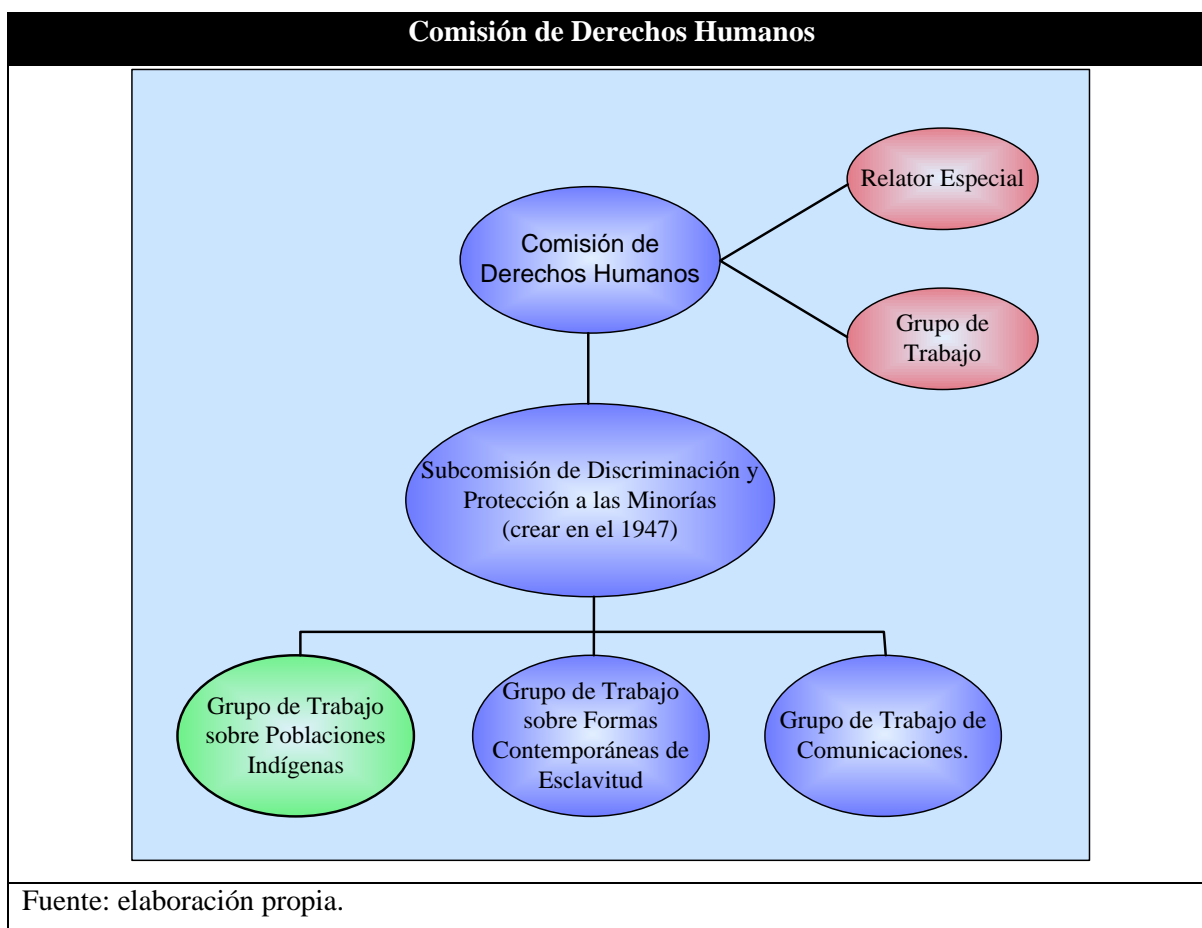 Comisión de Derechos Humanos
Relator Especial
Comisión de
Derechos Humanos
Grupo de
Trabajo
Subcomisión de Discriminación y
Protección a las Minorías
(crear en el 1947)
Grupo de Trabajo
sobre Poblaciones
Indígenas
Grupo de Trabajo
sobre Formas
Contemporáneas de
Esclavitud
Grupo de Trabajo de
Comunicaciones.
Fuente: elaboración propia.